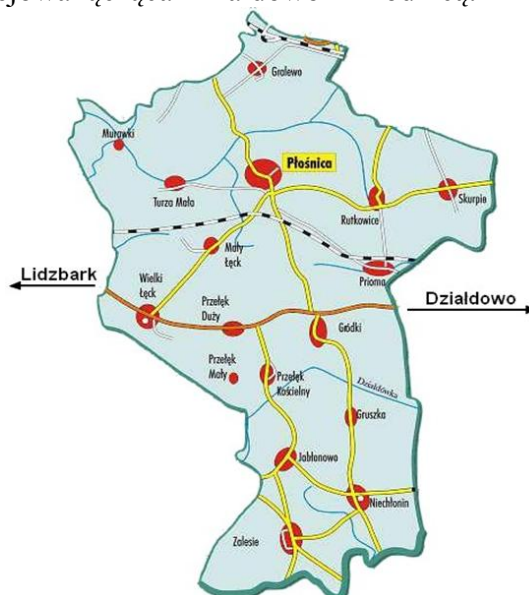 Gralewo
Murawki
Płośnica
Turza Mała
Rutkowice
Skurpie
Mały
Łęck
Prioma
Lidzbark
Wielki
Łęck
Działdowo
Przełęk
Duży
Gródki
Przełęk
Mały
Przełęk
Kościelny
Działdówka
Gruszka
Jabłonowo
Niechłonin
Zalesie